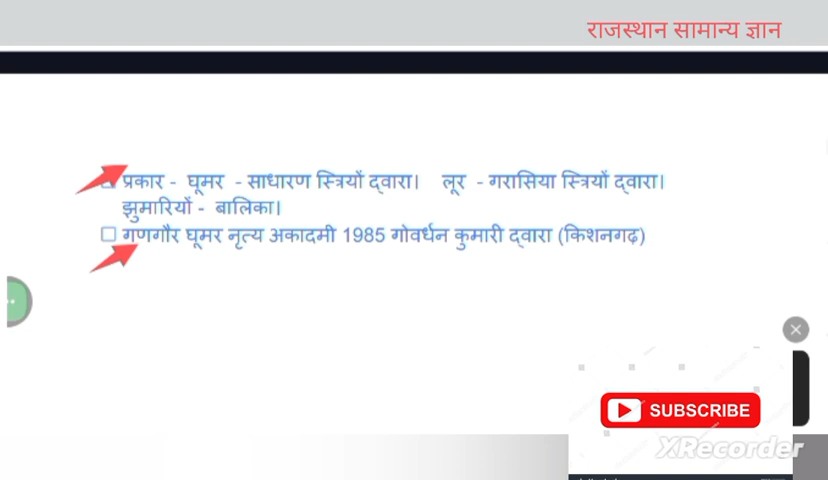 राजस्थान सामान्य ज्ञान
प्रकार - घूमर - साधारण स्त्रियों द्वारा। लूर - गरासिया स्त्रियों द्वारा।
झुमारियों - बालिका।
गणगौर घूमर नृत्य अकादमी 1985 गोवर्धन कुमारी द्वारा (किशनगढ़)
SUBSCRIBE
XRecorder